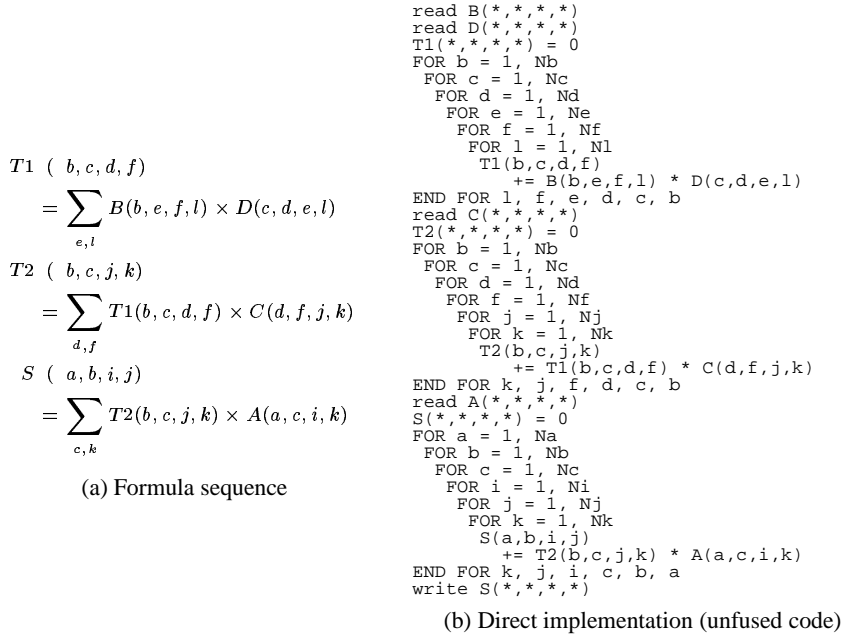 T1 ( b, c, d, f)
= ∑ B(b, e, f, l) × D(c, d, e, l)
e,l
T2 ( b, c, j, k)
= ∑ T1(b, c, d, f) × C(d, f, j, k)
d,f
S ( a, b, i, j)
= ∑ T2(b, c, j, k) × A(a, c, i, k)
c,k
(a) Formula sequence
read B(*,*,*,*)
read D(*,*,*,*)
T1(*,*,*,*) = 0
FOR b = 1, Nb
FOR c = 1, Nc
FOR d = 1, Nd
FOR e = 1, Ne
FOR f = 1, Nf
FOR l = 1, Nl
T1(b,c,d,f)
+= B(b,e,f,l) * D(c,d,e,l)
END FOR l, f, e, d, c, b
read C(*,*,*,*)
T2(*,*,*,*) = 0
FOR b = 1, Nb
FOR c = 1, Nc
FOR d = 1, Nd
FOR f = 1, Nf
FOR j = 1, Nj
FOR k = 1, Nk
T2(b,c,j,k)
+= T1(b,c,d,f) * C(d,f,j,k)
END FOR k, j, f, d, c, b
read A(*,*,*,*)
S(*,*,*,*) = 0
FOR a = 1, Na
FOR b = 1, Nb
FOR c = 1, Nc
FOR i = 1, Ni
FOR j = 1, Nj
FOR k = 1, Nk
S(a,b,i,j)
+= T2(b,c,j,k) * A(a,c,i,k)
END FOR k, j, i, c, b, a
write S(*,*,*,*)
(b) Direct implementation (unfused code)